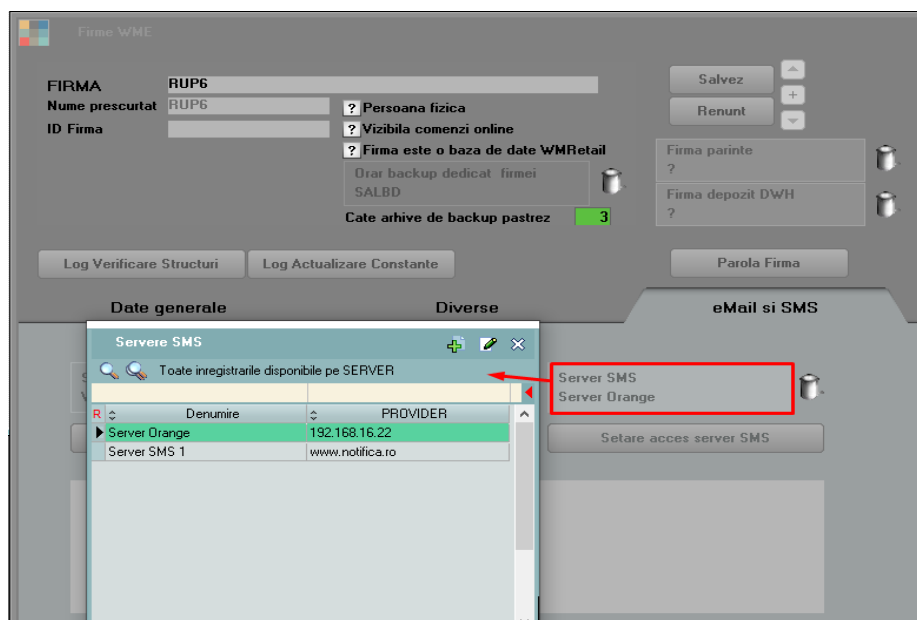 Firme WME
FIRMA RUP6
Nume prescurtat RUP6
ID Firma
? Persoana fizica
? Vizibila comenzi online
? Firma este o baza de date WMRetail
Orar backup dedicat firmei
SALBD
Cate arhive de backup pastrez 3
Salvez
+
Renunt
Firma parinte
?
Firma depozit DWH
?
Log Verificare Structuri Log Actualizare Constante Parola Firma
Date generale Diverse eMail si SMS
Servere SMS
Toate inregistrarile disponibile pe SERVER
R Denumire PROVIDER
Server Orange 192.168.16.22
Server SMS 1 www.notifica.ro
Server SMS
Server Orange
Setare acces server SMS